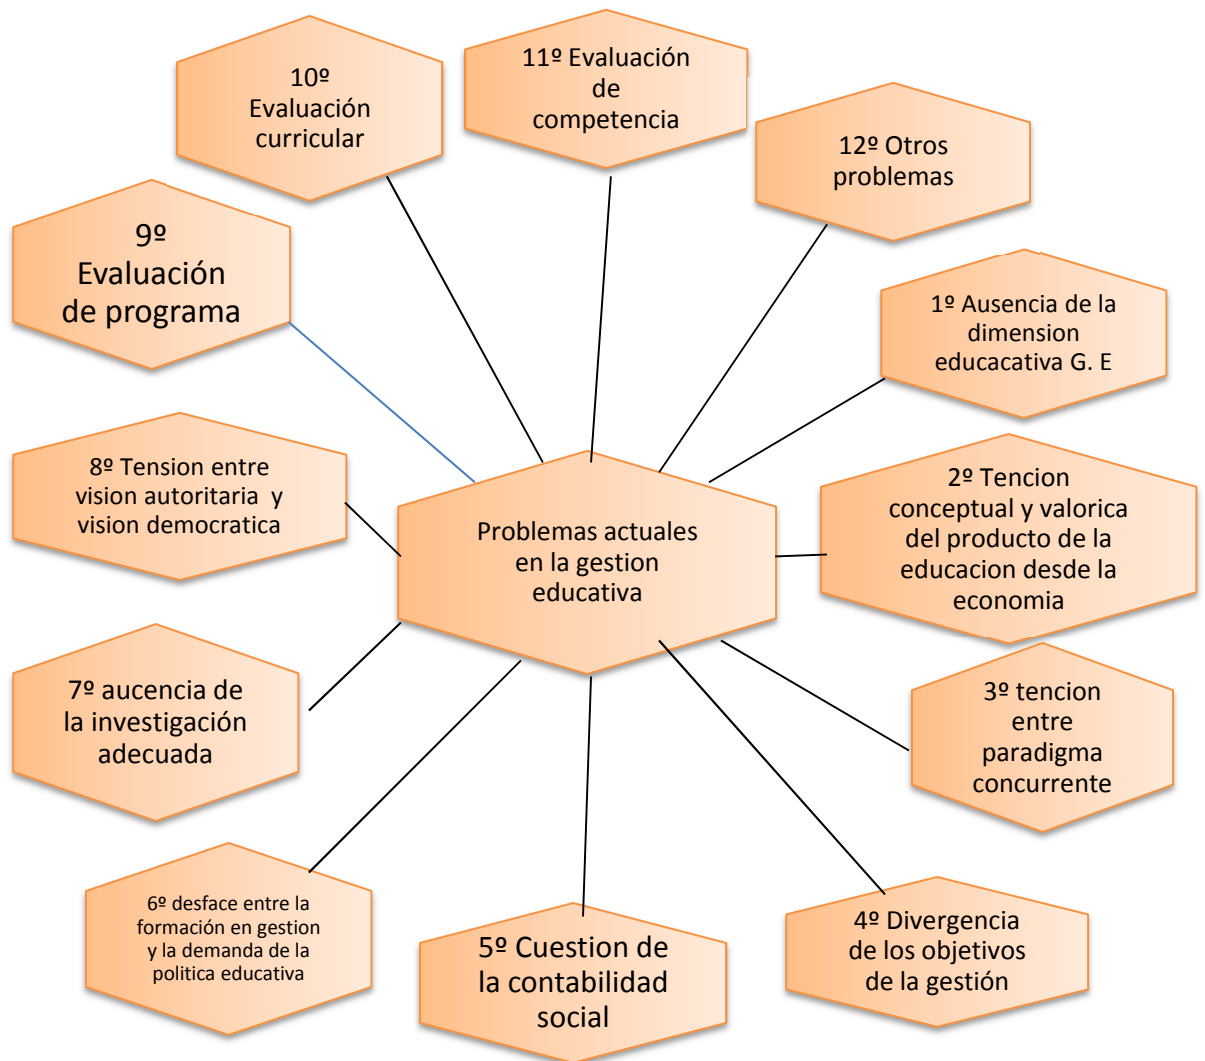 10º
Evaluación
curricular
11º Evaluación
de
competencia
12º Otros
problemas
9º
Evaluación
de programa
1º Ausencia de la
dimension
educacativa G. E
8º Tension entre
vision autoritaria y
vision democratica
Problemas actuales
en la gestion
educativa
2º Tencion
conceptual y valorica
del producto de la
educacion desde la
economia
7º aucencia de
la investigación
adecuada
3º tencion
entre
paradigma
concurrente
6º desface entre la
formación en gestion
y la demanda de la
politica educativa
5º Cuestion de
la contabilidad
social
4º Divergencia
de los objetivos
de la gestión